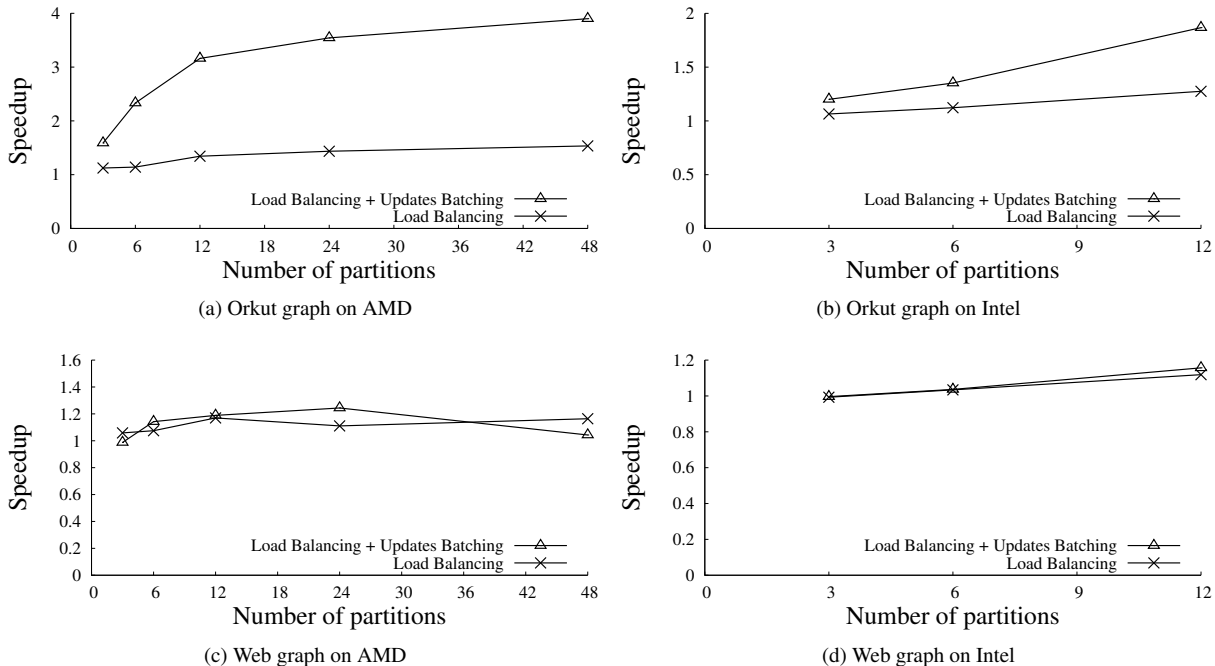 4
3
2
1
0
Speedup
Load Balancing + Updates Batching
Load Balancing
0 6 12 18 24 30 36 42 48
Number of partitions
(a) Orkut graph on AMD
2
1.5
1
0.5
0
Speedup
Load Balancing + Updates Batching
Load Balancing
0 3 6 9 12
Number of partitions
(b) Orkut graph on Intel
1.6
1.4
1.2
1
0.8
0.6
0.4
0.2
0
Speedup
Load Balancing + Updates Batching
Load Balancing
0 6 12 18 24 30 36 42 48
Number of partitions
(c) Web graph on AMD
1.2
1
0.8
0.6
0.4
0.2
0
Speedup
Load Balancing + Updates Batching
Load Balancing
0 3 6 9 12
Number of partitions
(d) Web graph on Intel